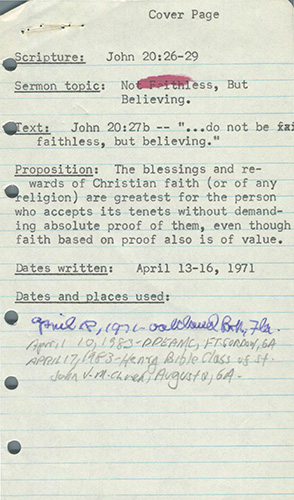 Cover Page
Scripture: John 20:26-29
Sermon topic: Not Faithless, But
Believing.
Text: John 20:27b -- "...do not be
faithless, but believing."
Proposition: The blessings and re-
wards of Christian faith (or of any
religion) are greatest for the person
who accepts its tenets without demand-
ing absolute proof of them, even though
faith based on proof also is of value.
Dates written: April 13-16, 1971
Dates and places used:
April 18, 1971 - Oakland Park, Fla.
April 10, 1983 - DDEAMC, FT. GORDON, GA
APRIL 17, 1983 - Bible Class of St.
John U. M. Church, Augusta, GA.